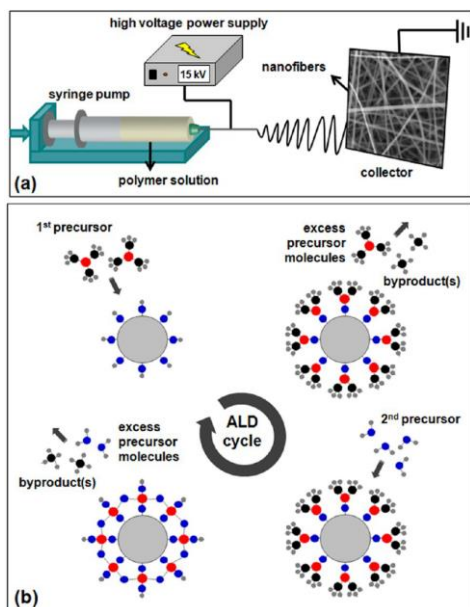 high voltage power supply
15 kV
nanofibers
syringe pump
polymer solution
collector
(a)
1st precursor
excess
precursor
molecules
byproduct(s)
ALD
cycle
excess
precursor
molecules
byproduct(s)
2nd precursor
(b)